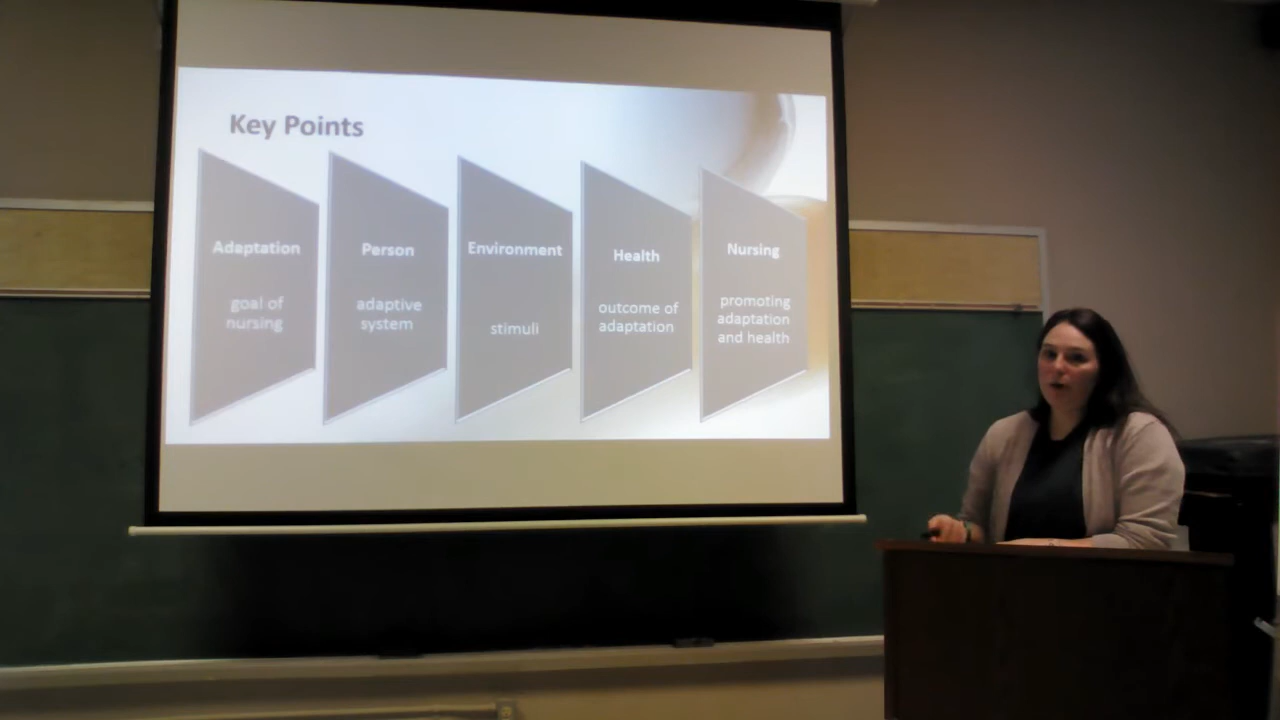 Key Points
Adaptation
goal of
nursing
Person
adaptive
system
Environment
stimuli
Health
outcome of
adaptation
Nursing
promoting
adaptation
and health